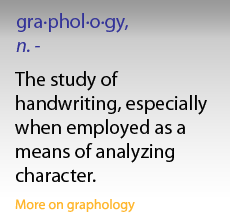 gra·phol·o·gy,
n. -
The study of
handwriting, especially
when employed as a
means of analyzing
character.
More on graphology